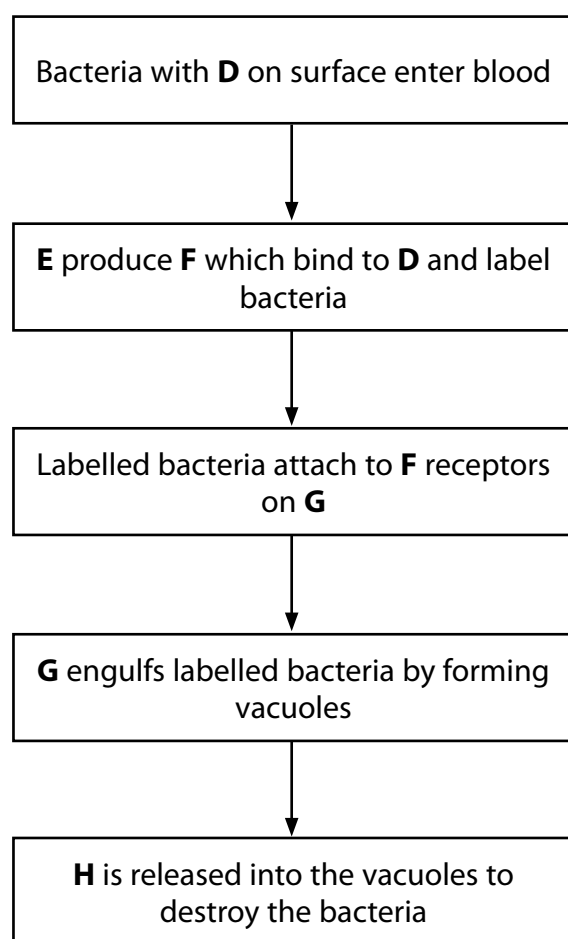 Bacteria with D on surface enter blood
E produce F which bind to D and label
bacteria
Labelled bacteria attach to F receptors
on G
G engulfs labelled bacteria by forming
vacuoles
H is released into the vacuoles to
destroy the bacteria